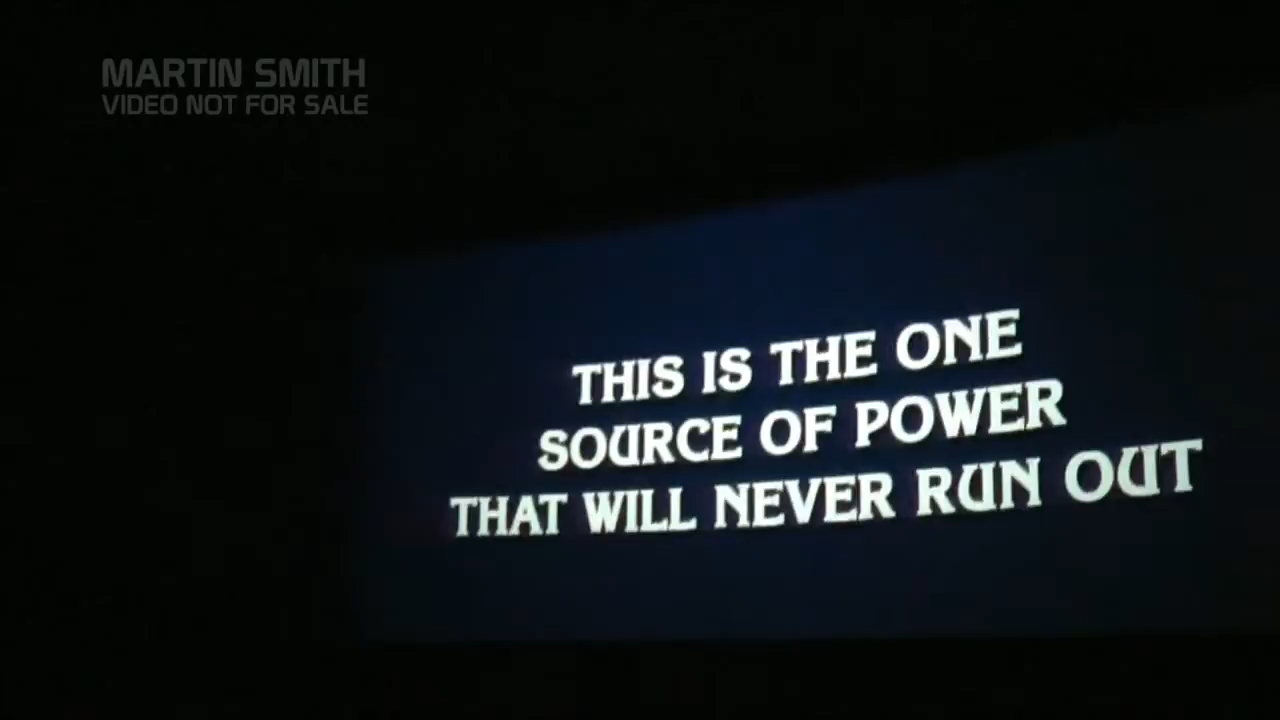 MARTIN SMITH
VIDEO NOT FOR SALE
THIS IS THE ONE
SOURCE OF POWER
THAT WILL NEVER RUN OUT